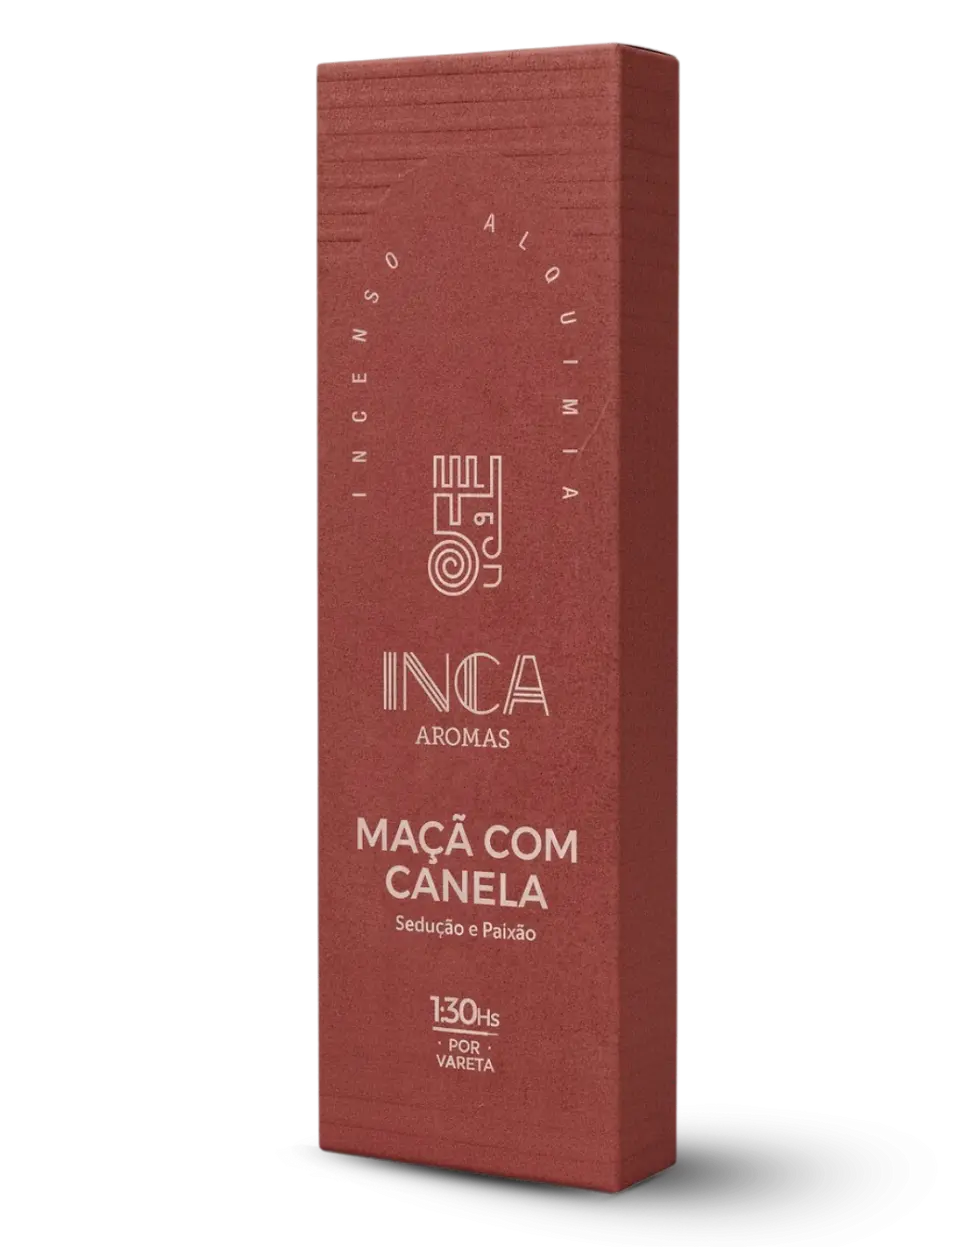 INCENSO ALQUIMIA
INCA
AROMAS
MAÇÃ COM
CANELA
Sedução e Paixão
1:30Hs
· POR ·
VARETA